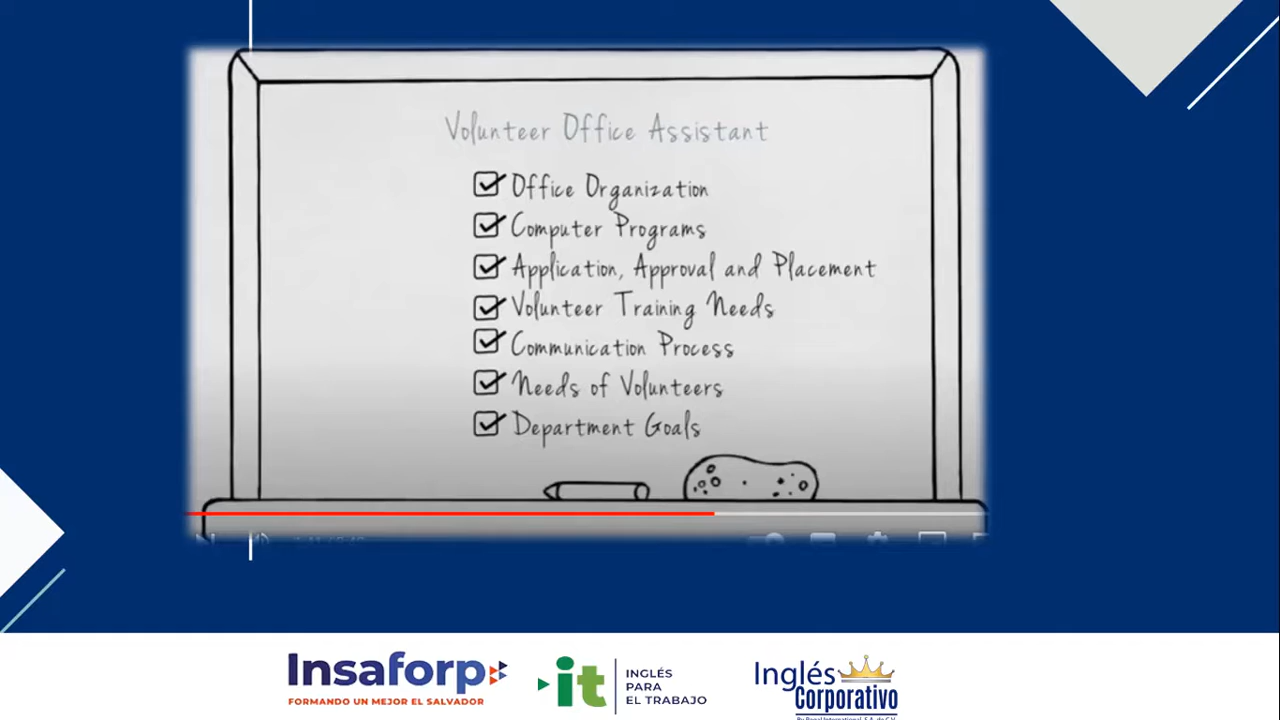 Volunteer Office Assistant
Office Organization
Computer Programs
Application, Approval and Placement
Volunteer Training Needs
Communication Process
Needs of Volunteers
Department Goals
Insaforp
FORMANDO UN MEJOR EL SALVADOR
it
INGLÉS
PARA
EL TRABAJO
Inglés
Corporativo